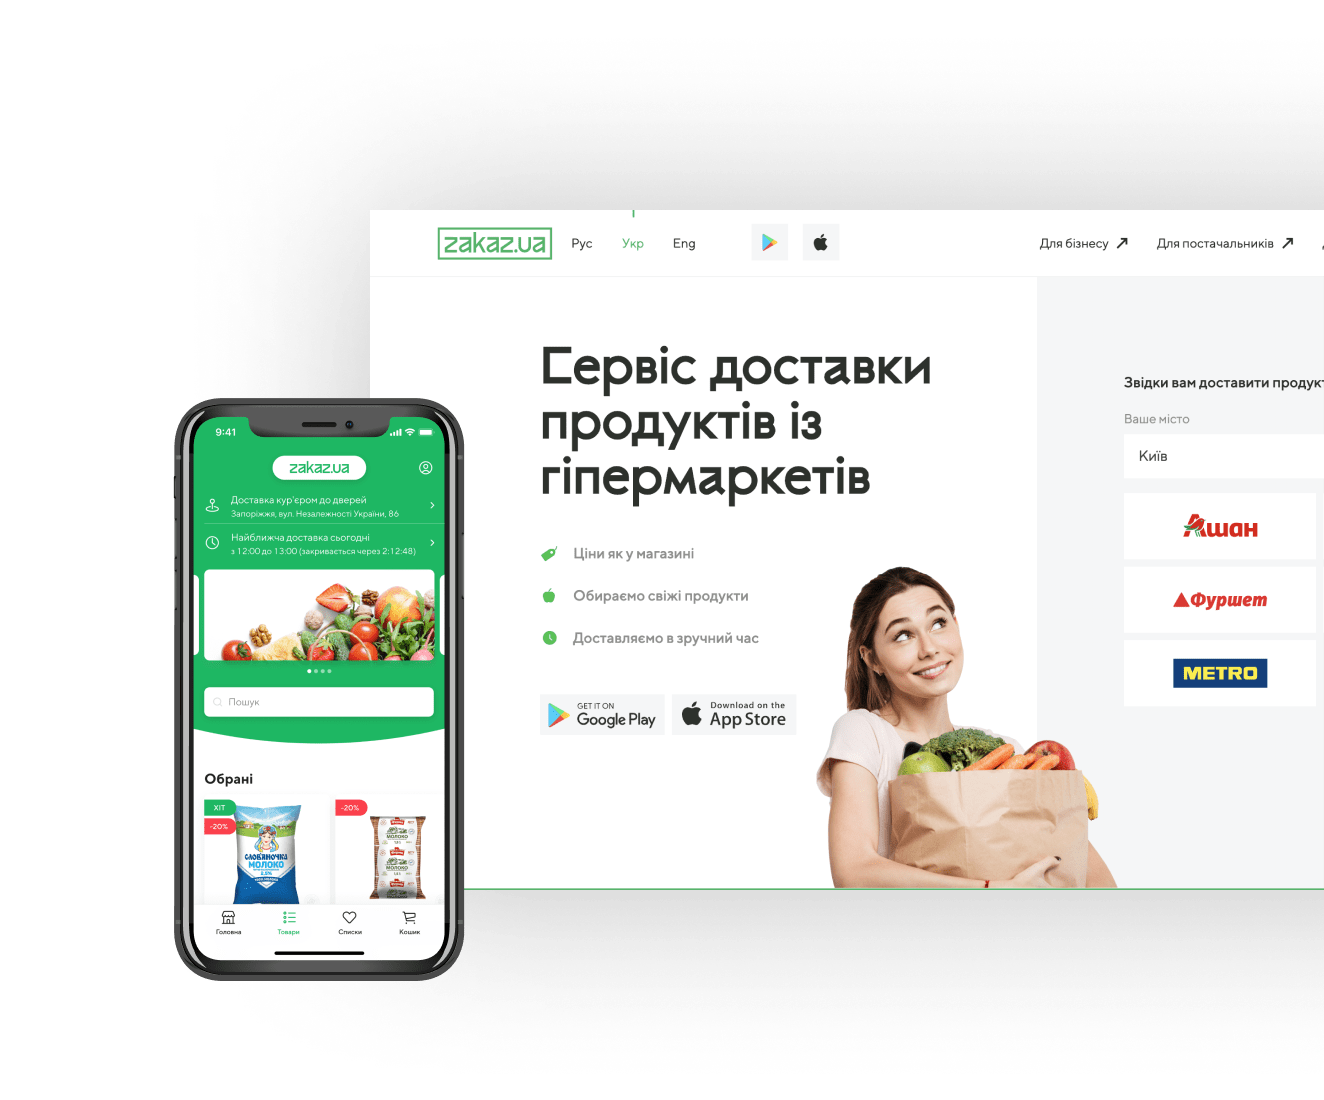 zakaz.ua
Рус
Укр
Eng
Для бізнесу
Для постачальників
Сервіс доставки
продуктів із
гіпермаркетів
Ціни як у магазині
Обираємо свіжі продукти
Доставляємо в зручний час
GET IT ON
Google Play
Download on the
App Store
Звідки вам доставити
Ваше місто
Київ
Ашан
Фуршет
METRO
9:41
zakaz.ua
Доставка кур'єром до дверей
Запоріжжя, вул. Незалежності України, 86
Найближча доставка сьогодні
з 12:00 до 13:00 (закривається через 2:12:48)
Пошук
Обрані
ХІТ
-20%
СЛОВ'ЯНОЧКА
МОЛОКО
2,5%
-20%
МОЛОКО
Головна
Товари
Списки
Кошик